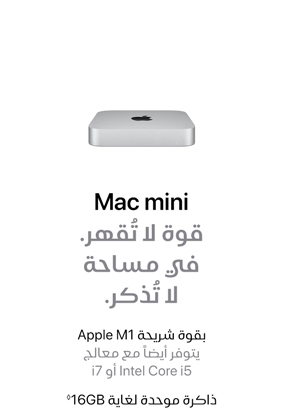 Mac mini
قوة لا تُقهر.
في مساحة
لا تُذكر.
بقوة شريحة Apple M1
يتوفر أيضاً مع معالج
Intel Core i5 أو i7
ذاكرة موحدة لغاية 16GB◊